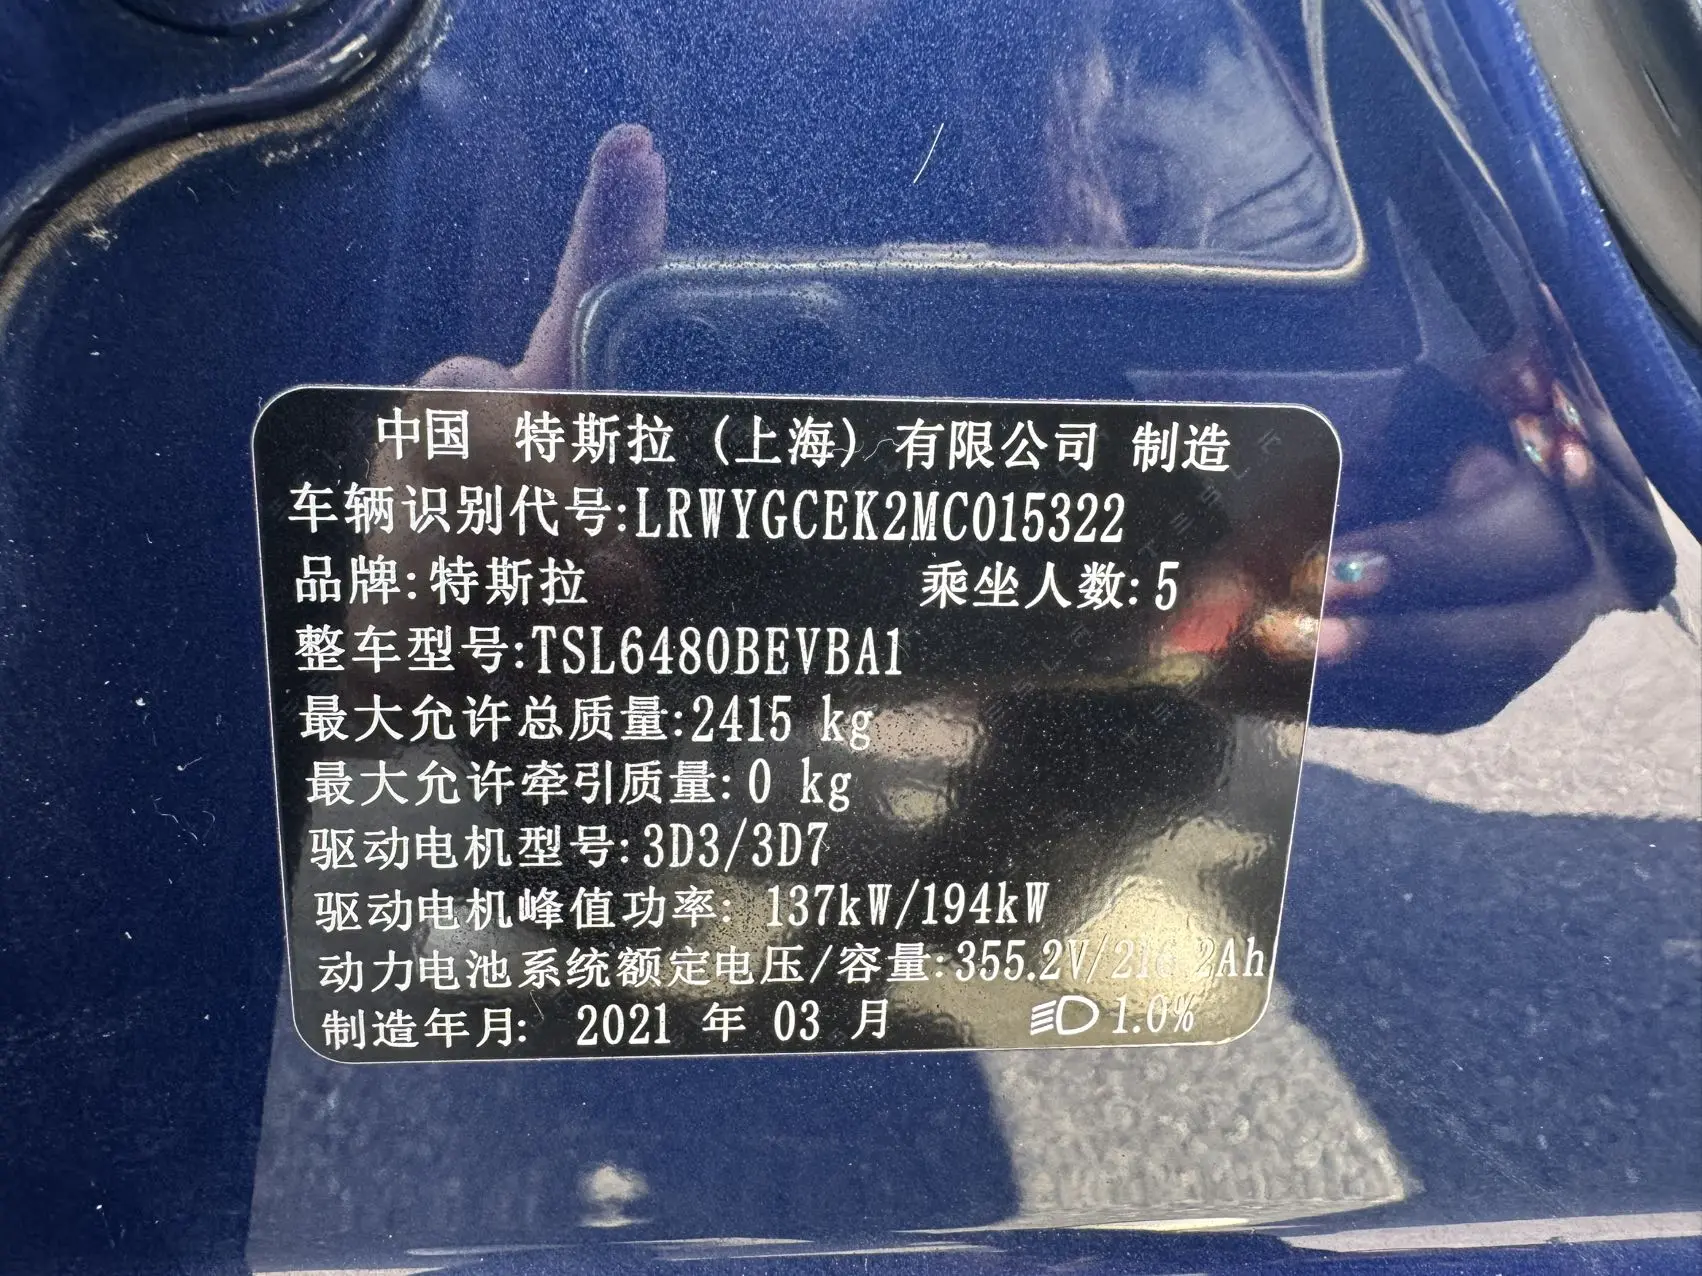 中国 特斯拉（上海）有限公司 制造
车辆识别代号:LRWYGCEK2MC015322
品牌:特斯拉 乘坐人数:5
整车型号:TSL6480BEVBA1
最大允许总质量:2415 kg
最大允许牵引质量:0 kg
驱动电机型号:3D3/3D7
驱动电机峰值功率: 137kW/194kW
动力电池系统额定电压/容量:355.2V/216.2Ah
制造年月: 2021 年 03 月 1.0%